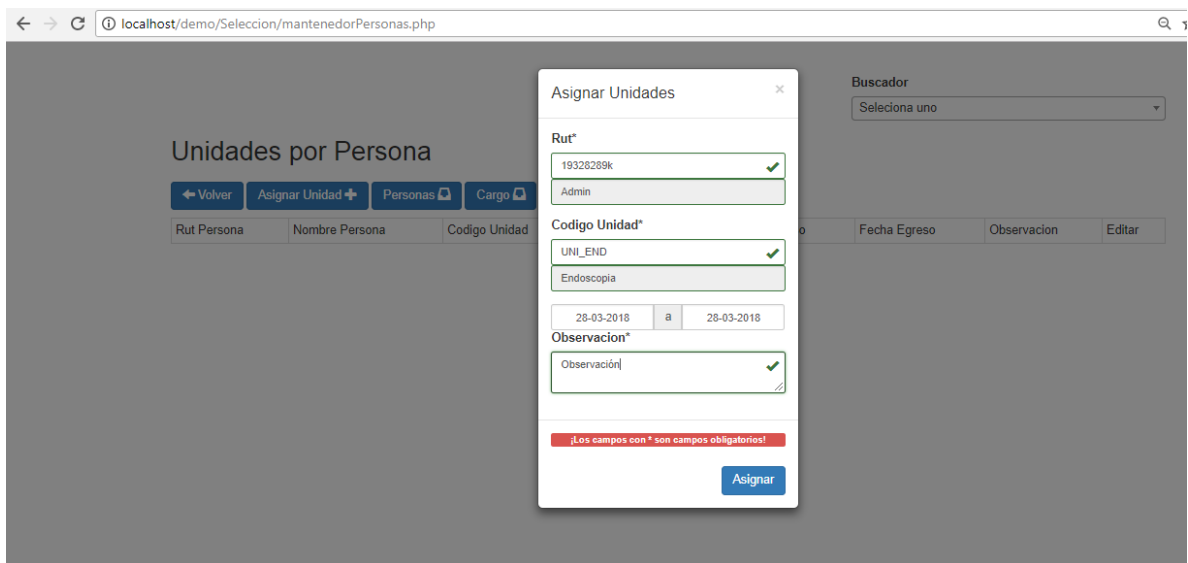 localhost/demo/Seleccion/mantenedorPersonas.php
Buscador
Seleciona uno
Unidades por Persona
Volver Asignar Unidad Personas Cargo
Rut Persona Nombre Persona Codigo Unidad o Fecha Egreso Observacion Editar
Asignar Unidades ×
Rut*
19328289k
Admin
Codigo Unidad*
UNI_END
Endoscopia
28-03-2018 a 28-03-2018
Observacion*
Observación
¡Los campos con * son campos obligatorios!
Asignar